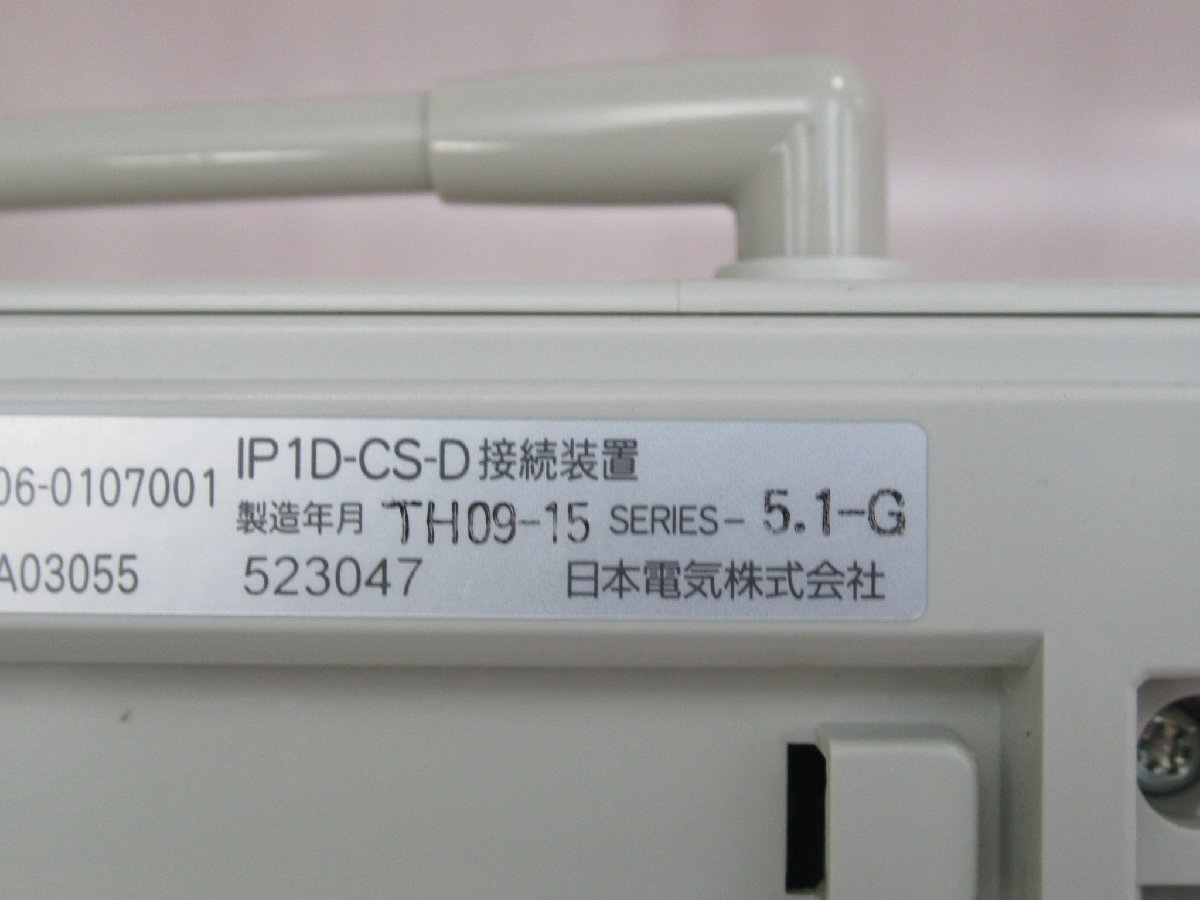 IP1D-CS-D 接続装置
06-0107001
製造年月 TH09-15 SERIES- 5.1-G
A03055 523047 日本電気株式会社